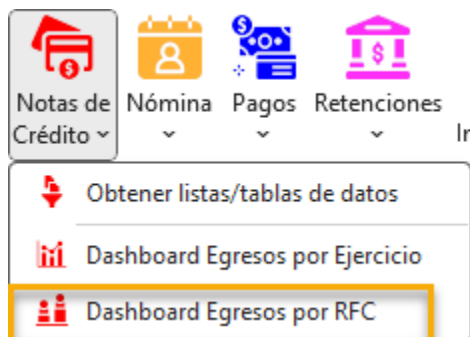 Notas de Crédito
Nómina
Pagos
Retenciones
Obtener listas/tablas de datos
Dashboard Egresos por Ejercicio
Dashboard Egresos por RFC